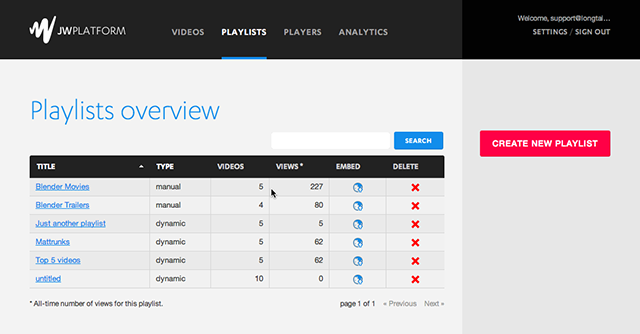 JWPLATFORM
VIDEOS PLAYLISTS PLAYERS ANALYTICS
Welcome, support@longtai...
SETTINGS / SIGN OUT
Playlists overview
SEARCH
CREATE NEW PLAYLIST
TITLE TYPE VIDEOS VIEWS * EMBED DELETE
Blender Movies manual 5 227
Blender Trailers manual 4 80
Just another playlist dynamic 5 5
Mattrunks dynamic 5 62
Top 5 videos dynamic 5 62
untitled dynamic 10 0
* All-time number of views for this playlist. page 1 of 1 « Previous Next »